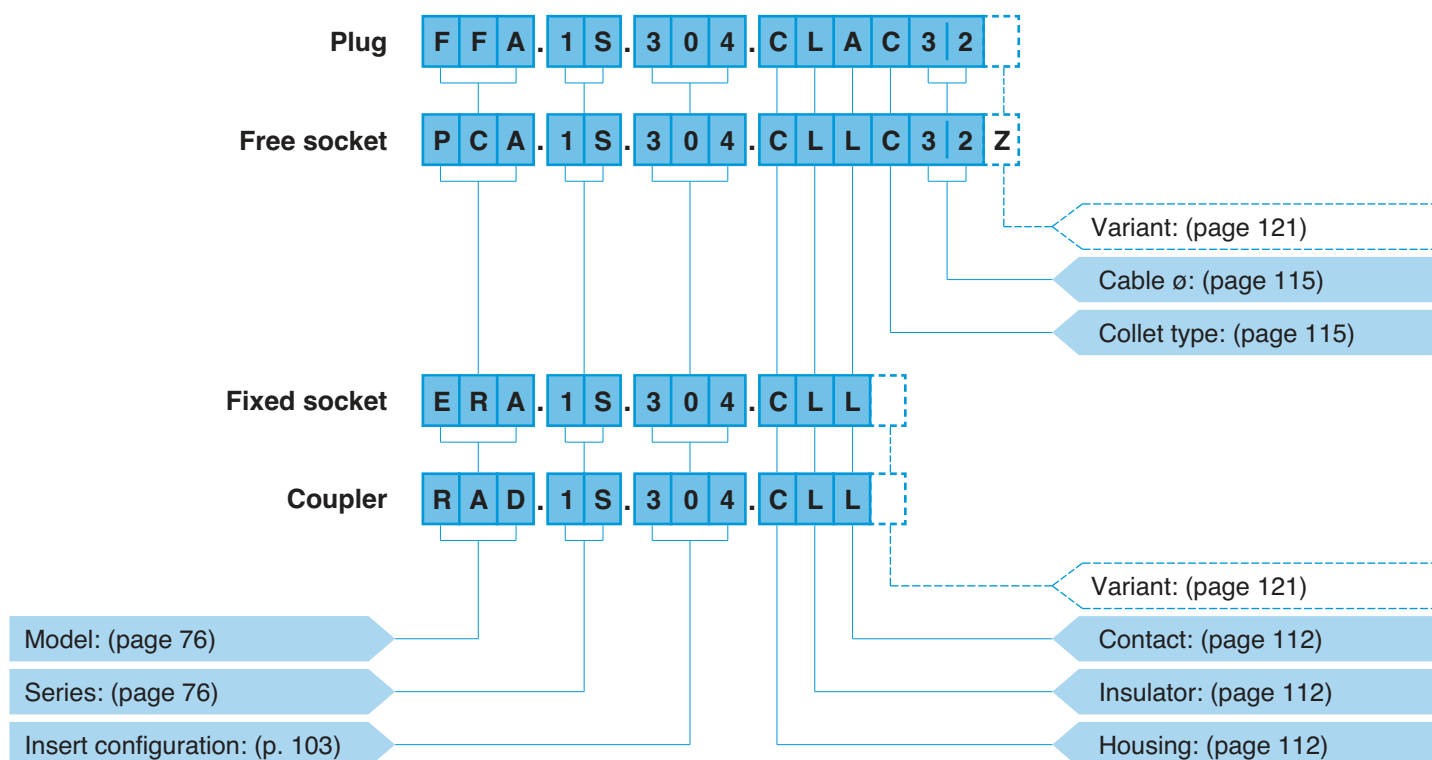 Plug FFA.1S.304.CLAC32
Free socket PCA.1S.304.CLLC32Z
Variant: (page 121)
Cable ø: (page 115)
Collet type: (page 115)
Fixed socket ERA.1S.304.CLL
Coupler RAD.1S.304.CLL
Variant: (page 121)
Model: (page 76) Contact: (page 112)
Series: (page 76) Insulator: (page 112)
Insert configuration: (p. 103) Housing: (page 112)